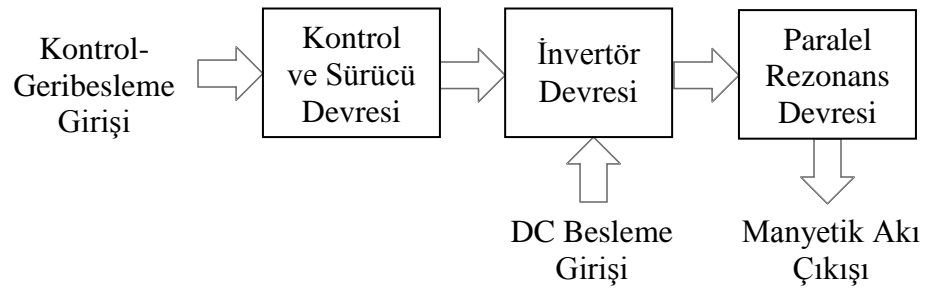 Kontrol-
Geribesleme
Girişi
Kontrol
ve Sürücü
Devresi
İnvertör
Devresi
Paralel
Rezonans
Devresi
DC Besleme
Girişi
Manyetik Akı
Çıkışı